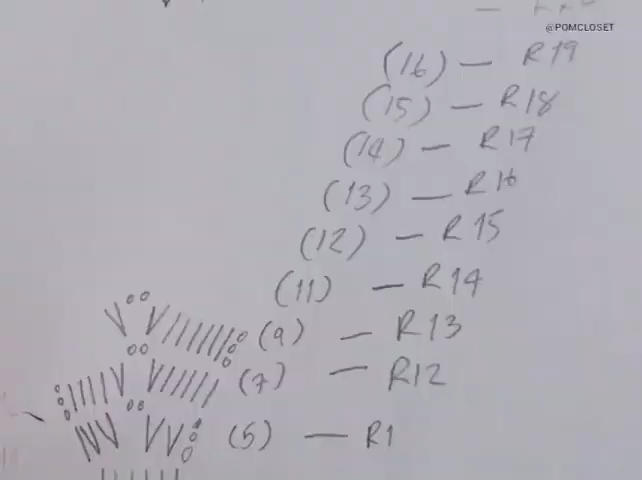 @POMCLOSET
(16) — R19
(15) — R18
(14) — R17
(13) — R16
(12) — R15
(11) — R14
(9) — R13
(7) — R12
(5) — R1